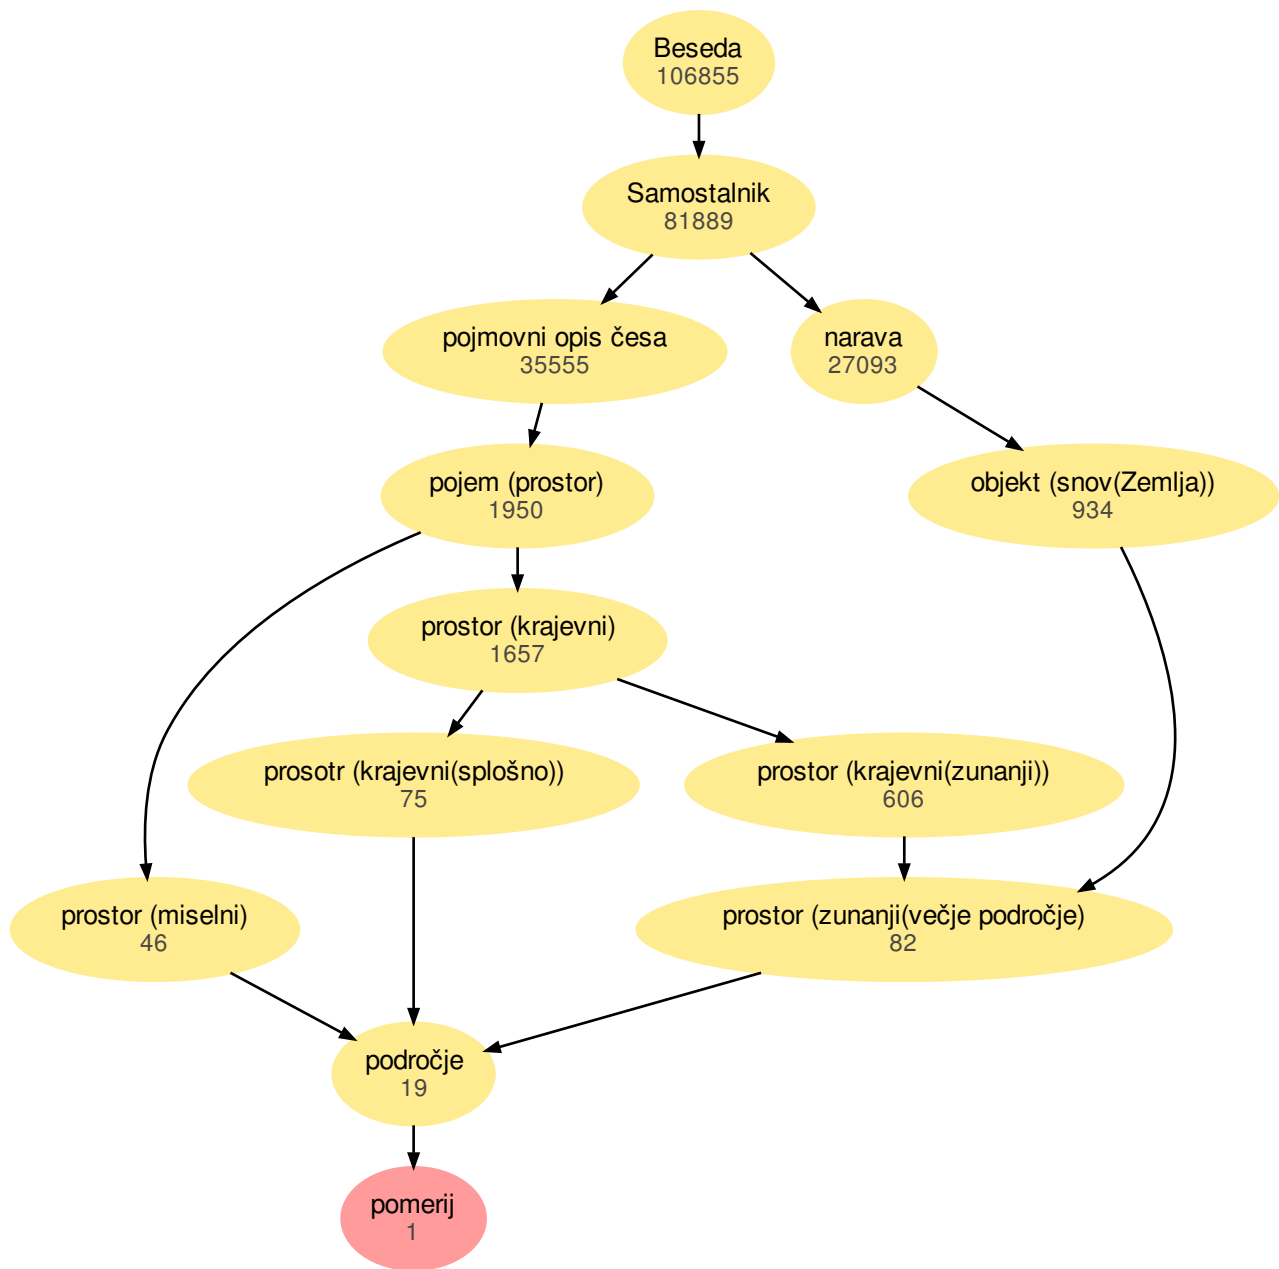 Beseda
106855
Samostalnik
81889
pojmovni opis česa
35555
narava
27093
pojem (prostor)
1950
objekt (snov(Zemlja))
934
prostor (krajevni)
1657
prosotr (krajevni(splošno))
75
prostor (krajevni(zunanji))
606
prostor (miselni)
46
prostor (zunanji(večje področje)
82
področje
19
pomerij
1